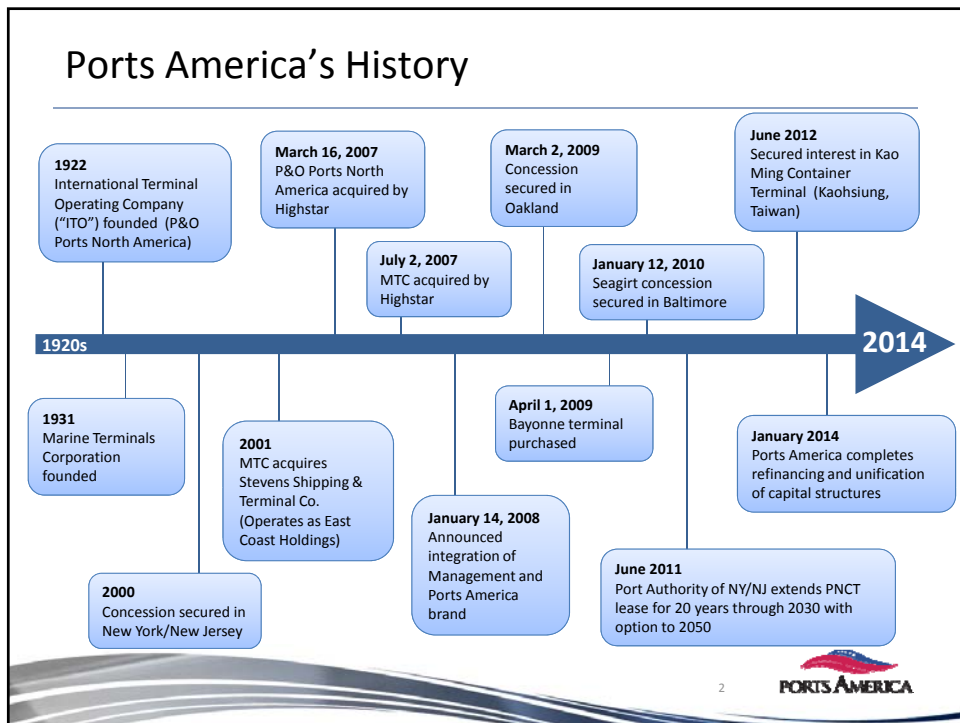 Ports America’s History
1922
International Terminal
Operating Company
(“ITO”) founded (P&O
Ports North America)
March 16, 2007
P&O Ports North
America acquired by
Highstar
March 2, 2009
Concession
secured in
Oakland
June 2012
Secured interest in Kao
Ming Container
Terminal (Kaohsiung,
Taiwan)
July 2, 2007
MTC acquired by
Highstar
January 12, 2010
Seagirt concession
secured in Baltimore
1920s
2014
1931
Marine Terminals
Corporation
founded
2001
MTC acquires
Stevens Shipping &
Terminal Co.
(Operates as East
Coast Holdings)
April 1, 2009
Bayonne terminal
purchased
January 2014
Ports America completes
refinancing and unification
of capital structures
January 14, 2008
Announced
integration of
Management and
Ports America
brand
2000
Concession secured in
New York/New Jersey
June 2011
Port Authority of NY/NJ extends PNCT
lease for 20 years through 2030 with
option to 2050
2
PORTS AMERICA